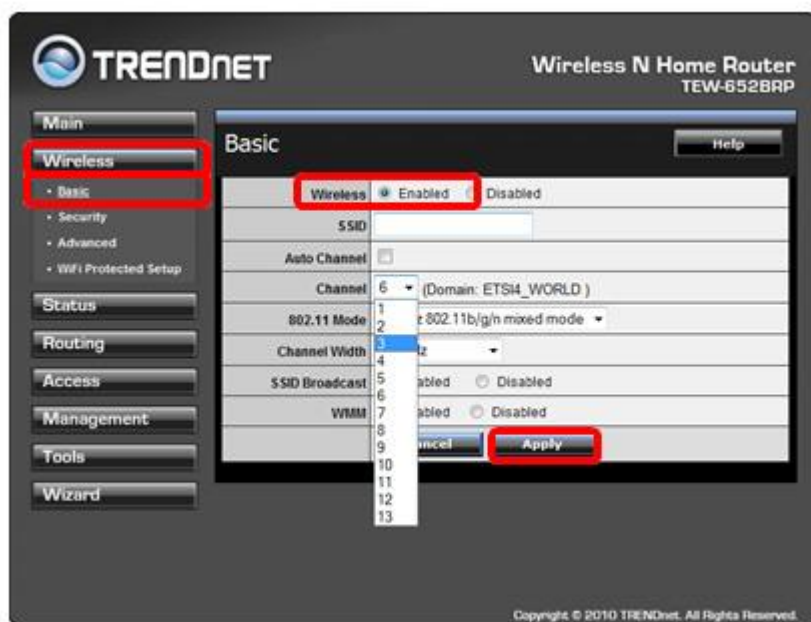 TRENDNET
Wireless N Home Router
TEW-652BRP
Main
Wireless
• Basic
• Security
• Advanced
• WiFi Protected Setup
Status
Routing
Access
Management
Tools
Wizard
Basic
Help
Wireless Enabled Disabled
SSID
Auto Channel
Channel 6 (Domain: ETSI4_WORLD )
802.11 Mode 802.11b/g/n mixed mode
Channel Width
SSID Broadcast Disabled
WMM Disabled
1
2
3
4
5
6
7
8
9
10
11
12
13
Apply
Copyright © 2010 TRENDnet. All Rights Reserved.